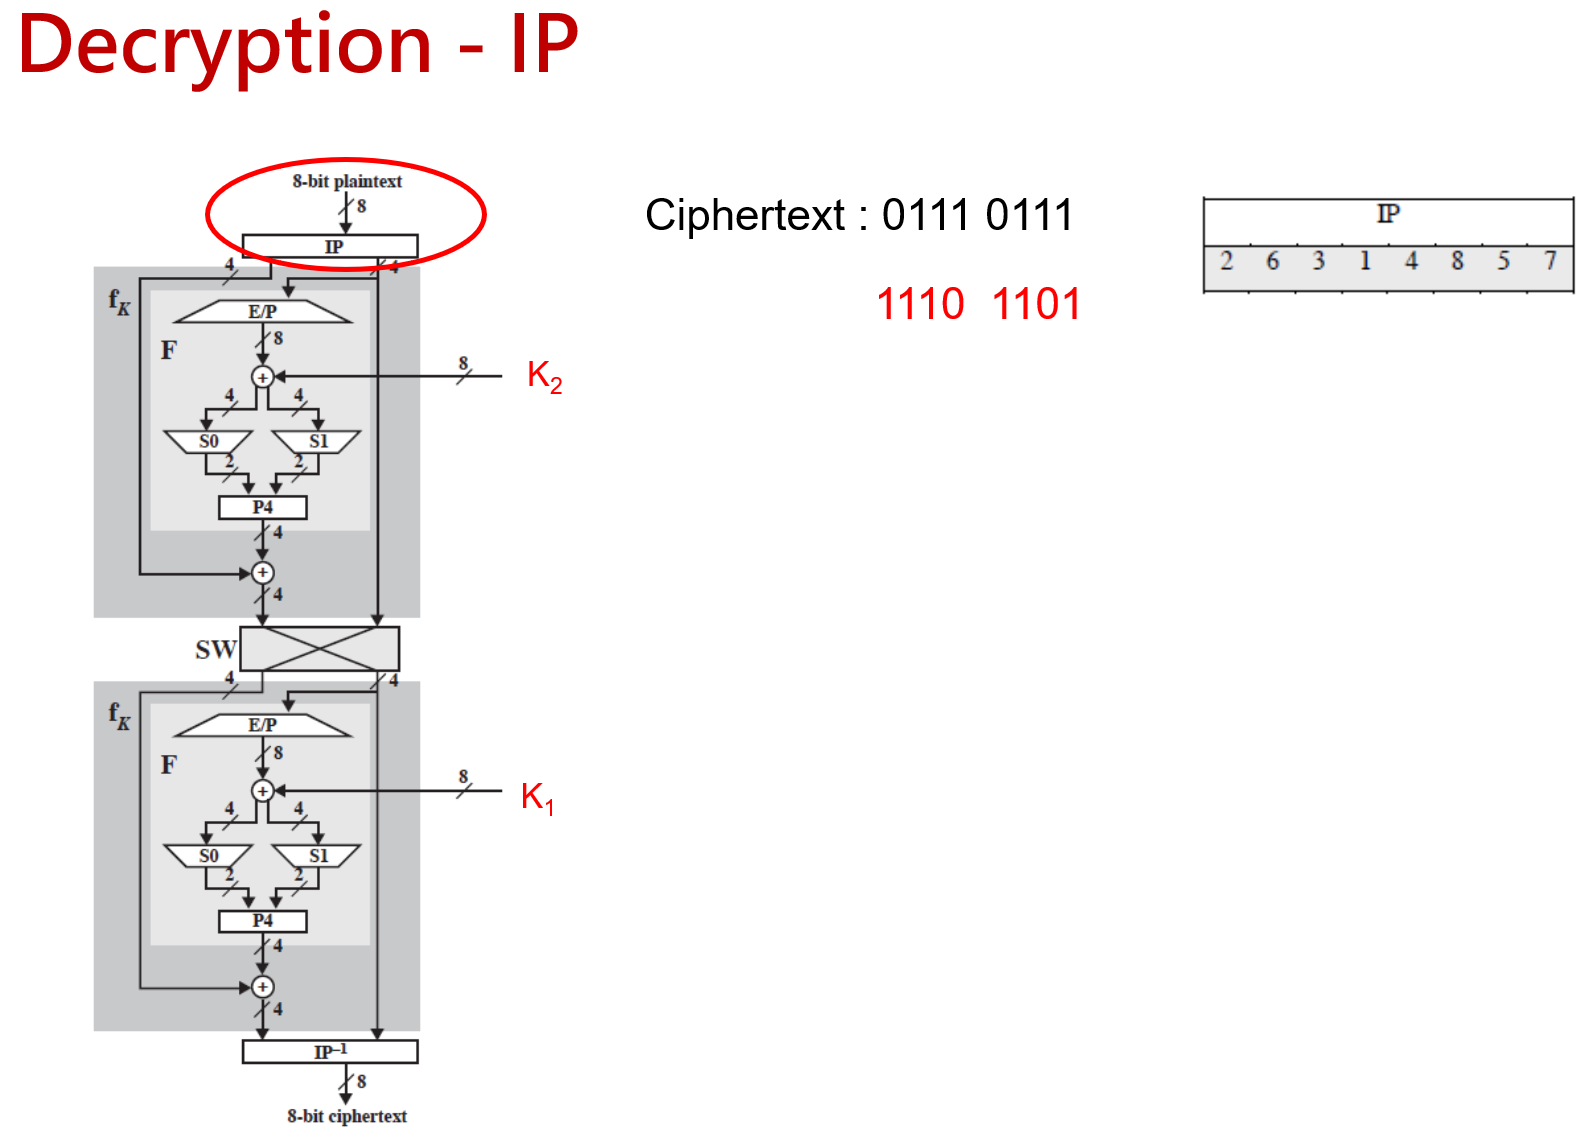 Decryption - IP
8-bit plaintext
8
IP
4 4
f_K
E/P
8
F
8
+
K₂
4 4
S0 S1
2 2
P4
4
+
4
SW
4 4
f_K
E/P
8
F
8
+
K₁
4 4
S0 S1
2 2
P4
4
+
4
IP⁻¹
8
8-bit ciphertext
Ciphertext : 0111 0111
1110 1101
IP
2 6 3 1 4 8 5 7